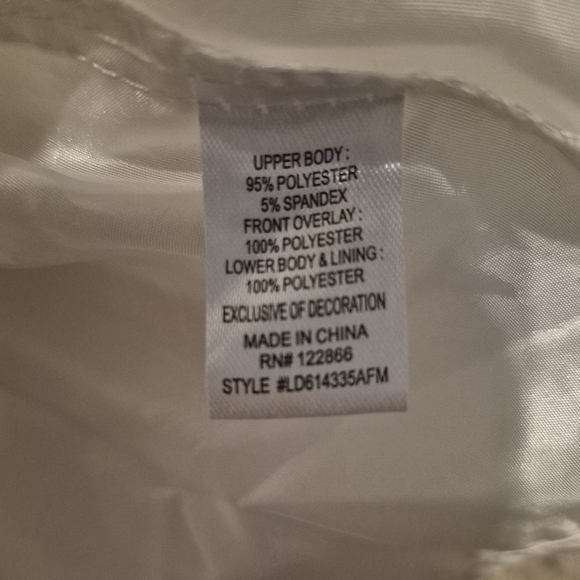 UPPER BODY:
95% POLYESTER
5% SPANDEX
FRONT OVERLAY:
100% POLYESTER
LOWER BODY & LINING:
100% POLYESTER
EXCLUSIVE OF DECORATION
MADE IN CHINA
RN# 122866
STYLE #LD614335AFM